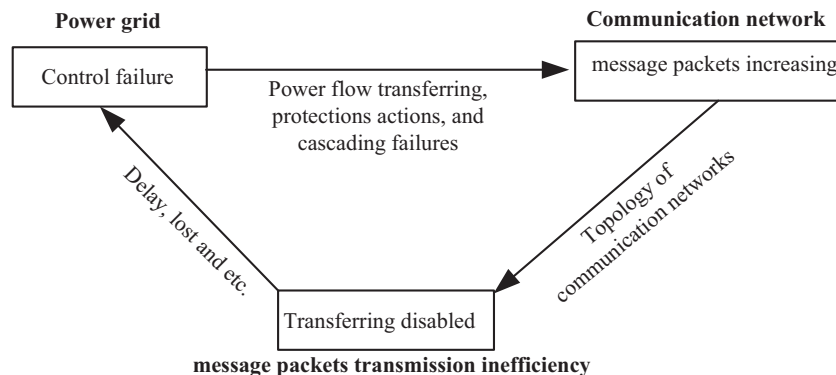 Power grid
Communication network
Control failure
message packets increasing
Power flow transferring,
protections actions, and
cascading failures
Topology of
communication networks
Delay, lost and etc.
Transferring disabled
message packets transmission inefficiency